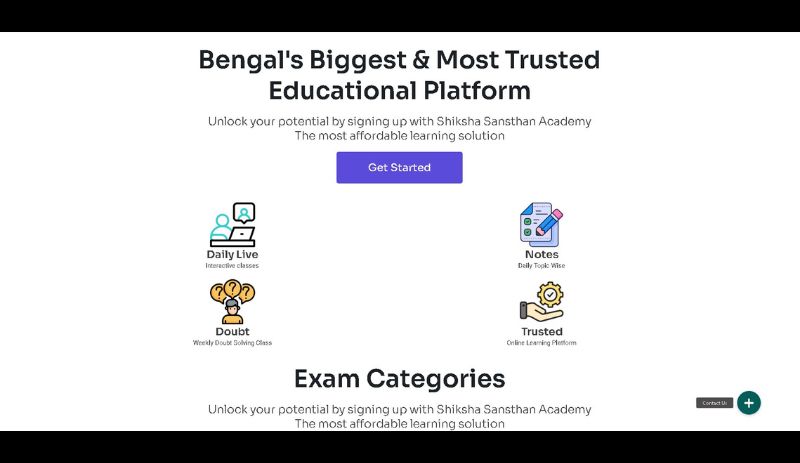 Bengal's Biggest & Most Trusted
Educational Platform
Unlock your potential by signing up with Shiksha Sansthan Academy
The most affordable learning solution
Get Started
Daily Live
Interactive classes
Notes
Daily Topic Wise
Doubt
Weekly Doubt Solving Class
Trusted
Online Learning Platform
Exam Categories
Contact Us
Unlock your potential by signing up with Shiksha Sansthan Academy
The most affordable learning solution